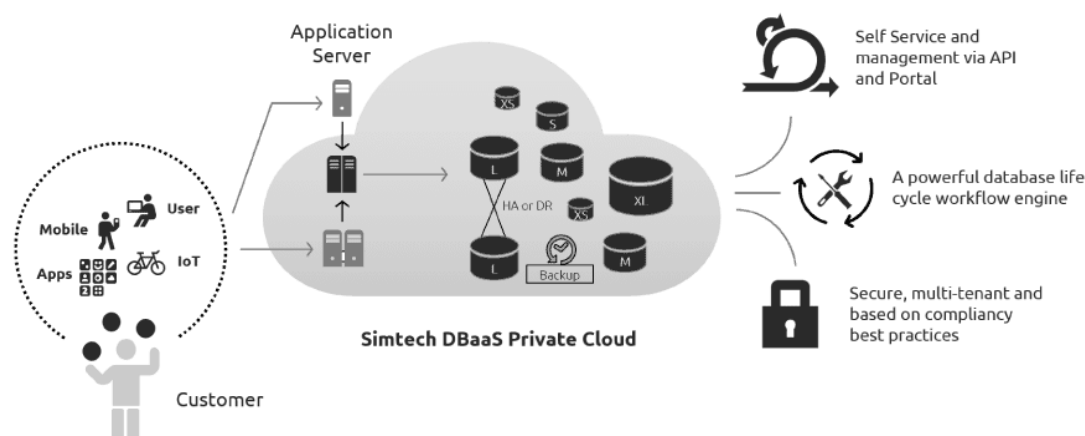 Application
Server
Self Service and
management via API
and Portal
XS
S
L
M
XL
HA or DR
XS
L
M
Backup
User
Mobile
IoT
Apps
2
A powerful database life
cycle workflow engine
Secure, multi-tenant and
based on compliancy
best practices
Simtech DBaaS Private Cloud
Customer